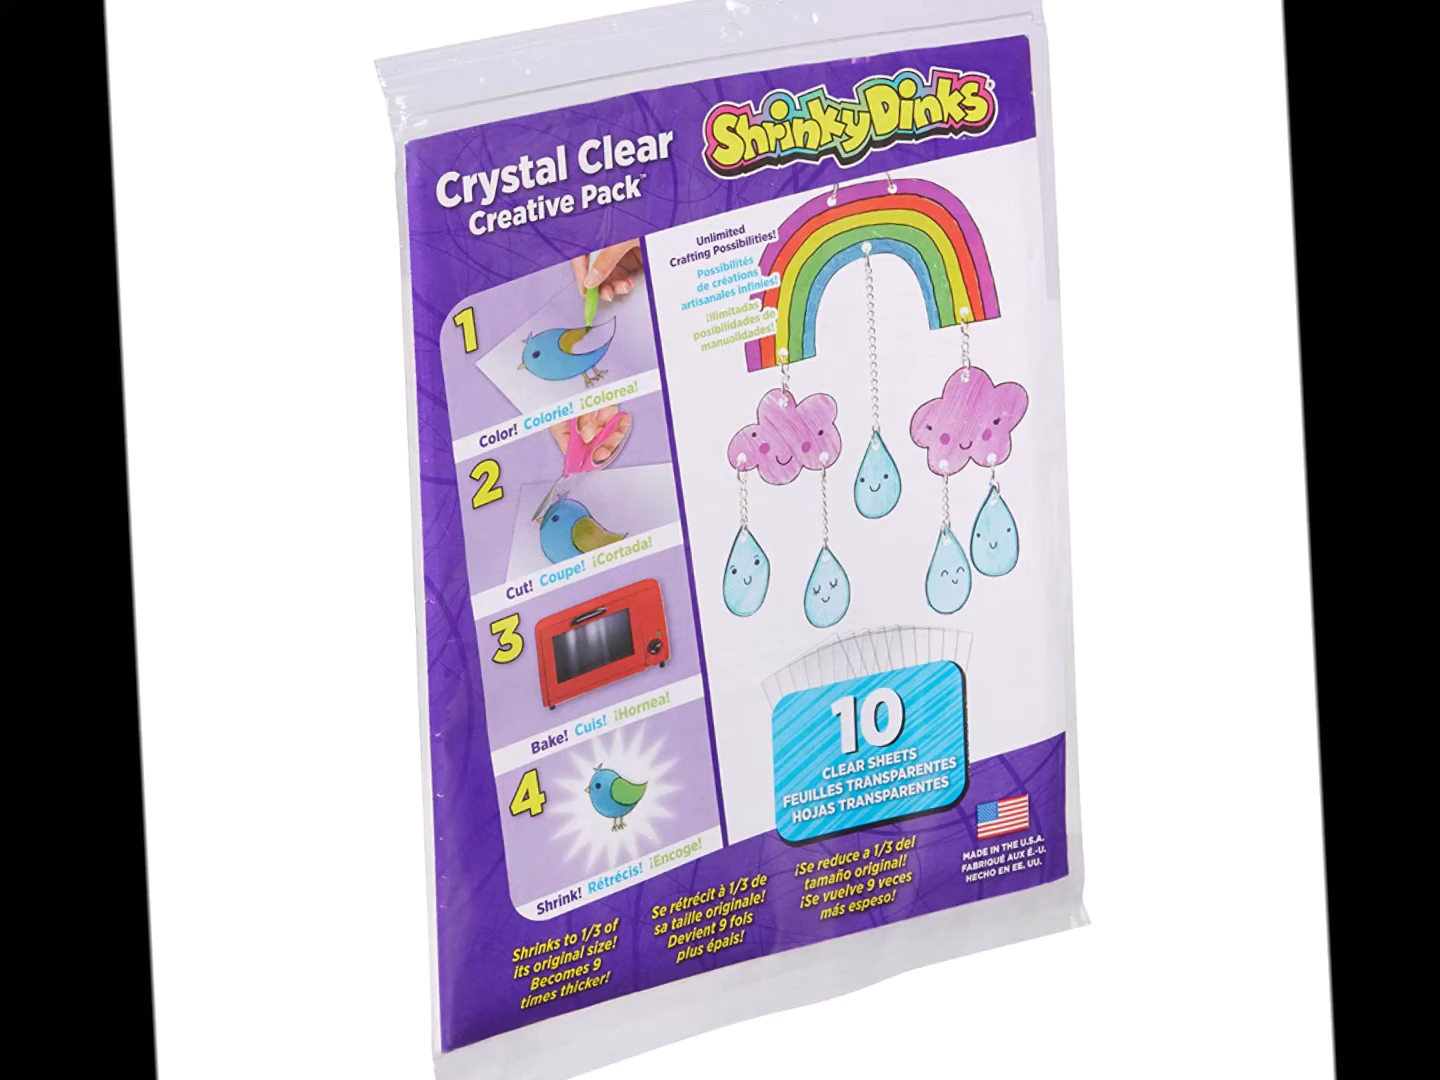 Crystal Clear
Creative Pack™
ShrinkyDinks®
Unlimited
Crafting Possibilities!
Possibilités
de créations
artisanales infinies!
¡Ilimitadas
posibilidades de
manualidades!
1
Color! Colorie! ¡Colorea!
2
Cut! Coupe! ¡Cortada!
3
Bake! Cuis! ¡Hornea!
4
Shrink! Rétrécis! ¡Encoge!
10
CLEAR SHEETS
FEUILLES TRANSPARENTES
HOJAS TRANSPARENTES
MADE IN THE U.S.A.
FABRIQUÉ AUX É.-U.
HECHO EN EE. UU.
Shrinks to 1/3 of
its original size!
Becomes 9
times thicker!
Se rétrécit à 1/3 de
sa taille originale!
Devient 9 fois
plus épais!
¡Se reduce a 1/3 del
tamaño original!
¡Se vuelve 9 veces
más espeso!